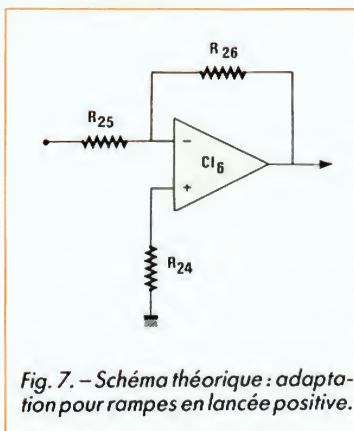 R26
R25
−
CI6
+
R24
Fig. 7. – Schéma théorique : adapta-
tion pour rampes en lancée positive.